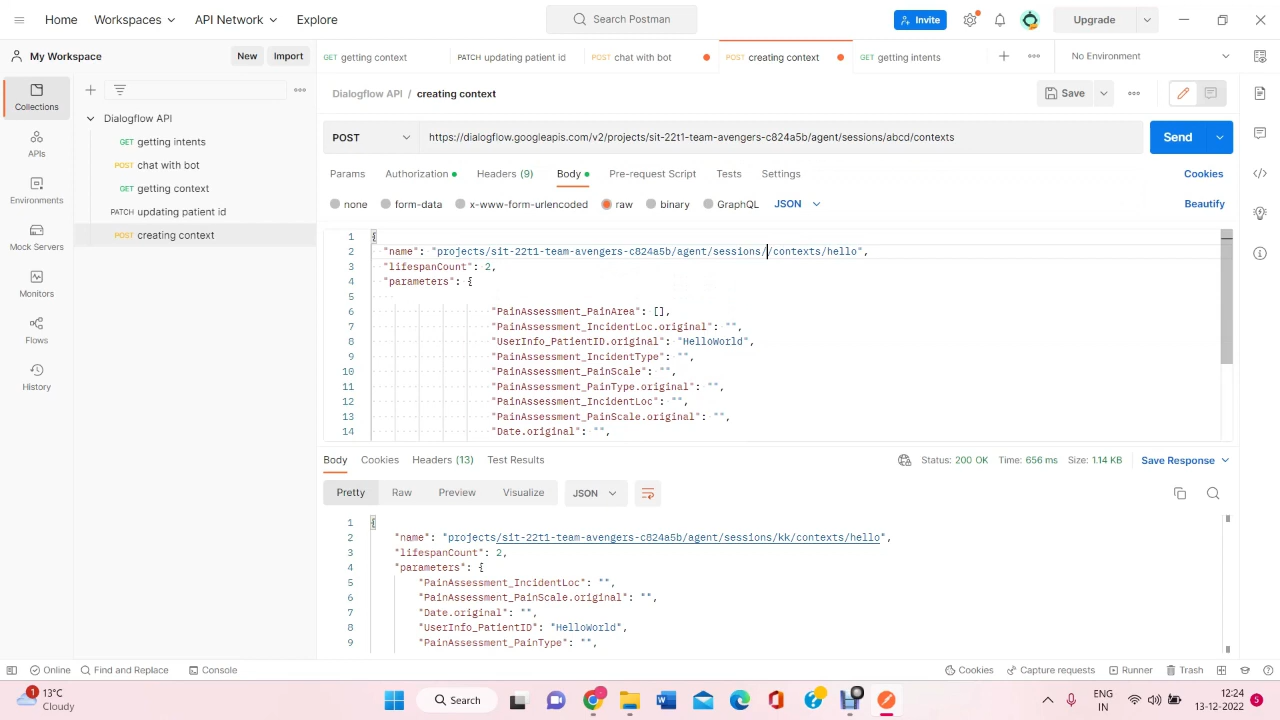 Home Workspaces API Network Explore Search Postman Invite Upgrade
My Workspace New Import GET getting context PATCH updating patient id POST chat with bot POST creating context GET getting intents No Environment
Collections
APIs
Environments
Mock Servers
Monitors
Flows
History
Dialogflow API
GET getting intents
POST chat with bot
GET getting context
PATCH updating patient id
POST creating context
Dialogflow API / creating context Save
POST https://dialogflow.googleapis.com/v2/projects/sit-22t1-team-avengers-c824a5b/agent/sessions/abcd/contexts Send
Params Authorization Headers (9) Body Pre-request Script Tests Settings Cookies
none form-data x-www-form-urlencoded raw binary GraphQL JSON Beautify
1 {
2 "name": "projects/sit-22t1-team-avengers-c824a5b/agent/sessions//contexts/hello",
3 "lifespanCount": 2,
4 "parameters": {
5
6 "PainAssessment_PainArea": [],
7 "PainAssessment_IncidentLoc.original": "",
8 "UserInfo_PatientID.original": "HelloWorld",
9 "PainAssessment_IncidentType": "",
10 "PainAssessment_PainScale": "",
11 "PainAssessment_PainType.original": "",
12 "PainAssessment_IncidentLoc": "",
13 "PainAssessment_PainScale.original": "",
14 "Date.original": "",
Body Cookies Headers (13) Test Results Status: 200 OK Time: 656 ms Size: 1.14 KB Save Response
Pretty Raw Preview Visualize JSON
1 {
2 "name": "projects/sit-22t1-team-avengers-c824a5b/agent/sessions/kk/contexts/hello",
3 "lifespanCount": 2,
4 "parameters": {
5 "PainAssessment_IncidentLoc": "",
6 "PainAssessment_PainScale.original": "",
7 "Date.original": "",
8 "UserInfo_PatientID": "HelloWorld",
9 "PainAssessment_PainType": "",
Online Find and Replace Console Cookies Capture requests Runner Trash
1 13°C
Cloudy
Search
ENG
IN
12:24
13-12-2022
5